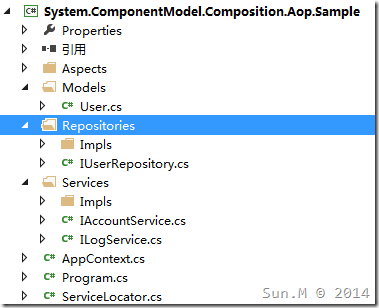 System.ComponentModel.Composition.Aop.Sample
Properties
引用
Aspects
Models
User.cs
Repositories
Impls
IUserRepository.cs
Services
Impls
IAccountService.cs
ILogService.cs
AppContext.cs
Program.cs
ServiceLocator.cs
Sun.M © 2014